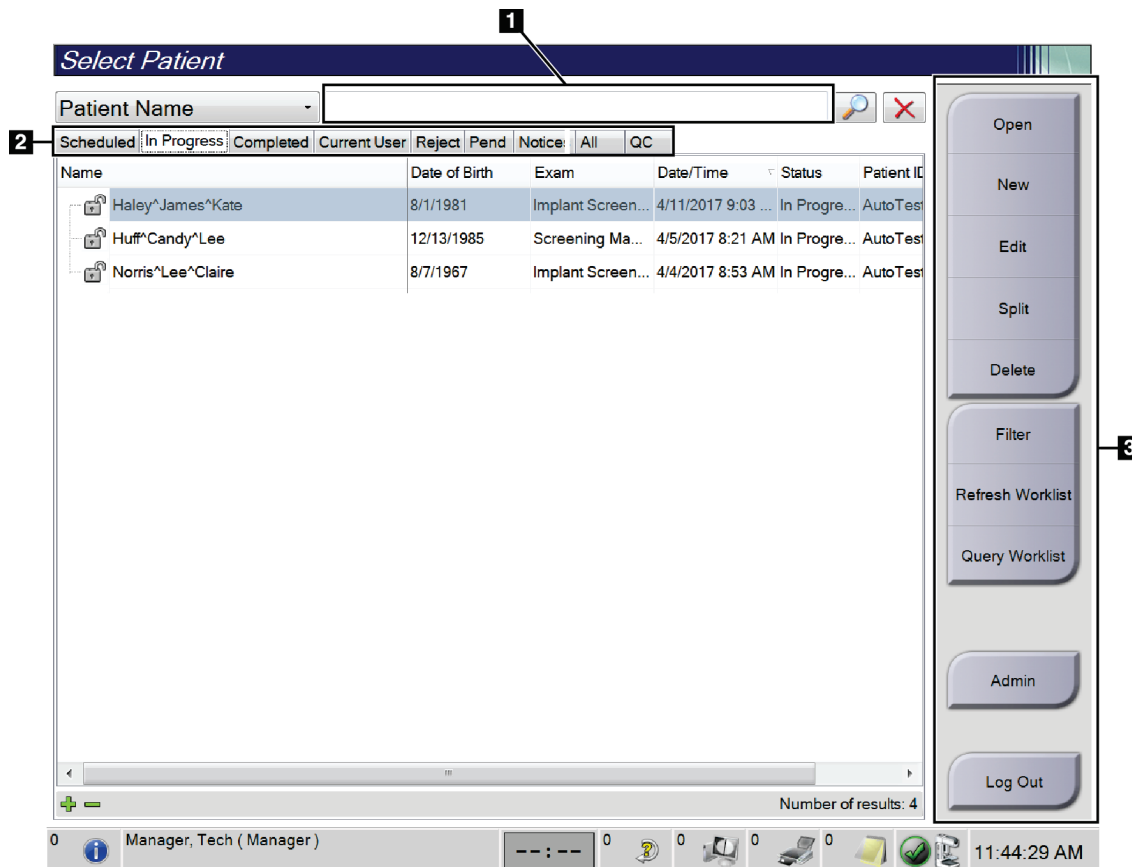 1
Select Patient
Patient Name
2
Scheduled In Progress Completed Current User Reject Pend Notice All QC
Name Date of Birth Exam Date/Time Status Patient ID
Haley^James^Kate 8/1/1981 Implant Screen... 4/11/2017 9:03 ... In Progre... AutoTest
Huff^Candy^Lee 12/13/1985 Screening Ma... 4/5/2017 8:21 AM In Progre... AutoTest
Norris^Lee^Claire 8/7/1967 Implant Screen... 4/4/2017 8:53 AM In Progre... AutoTest
Number of results: 4
Open
New
Edit
Split
Delete
Filter
3
Refresh Worklist
Query Worklist
Admin
Log Out
0 Manager, Tech ( Manager ) --:-- 0 0 0 0 11:44:29 AM